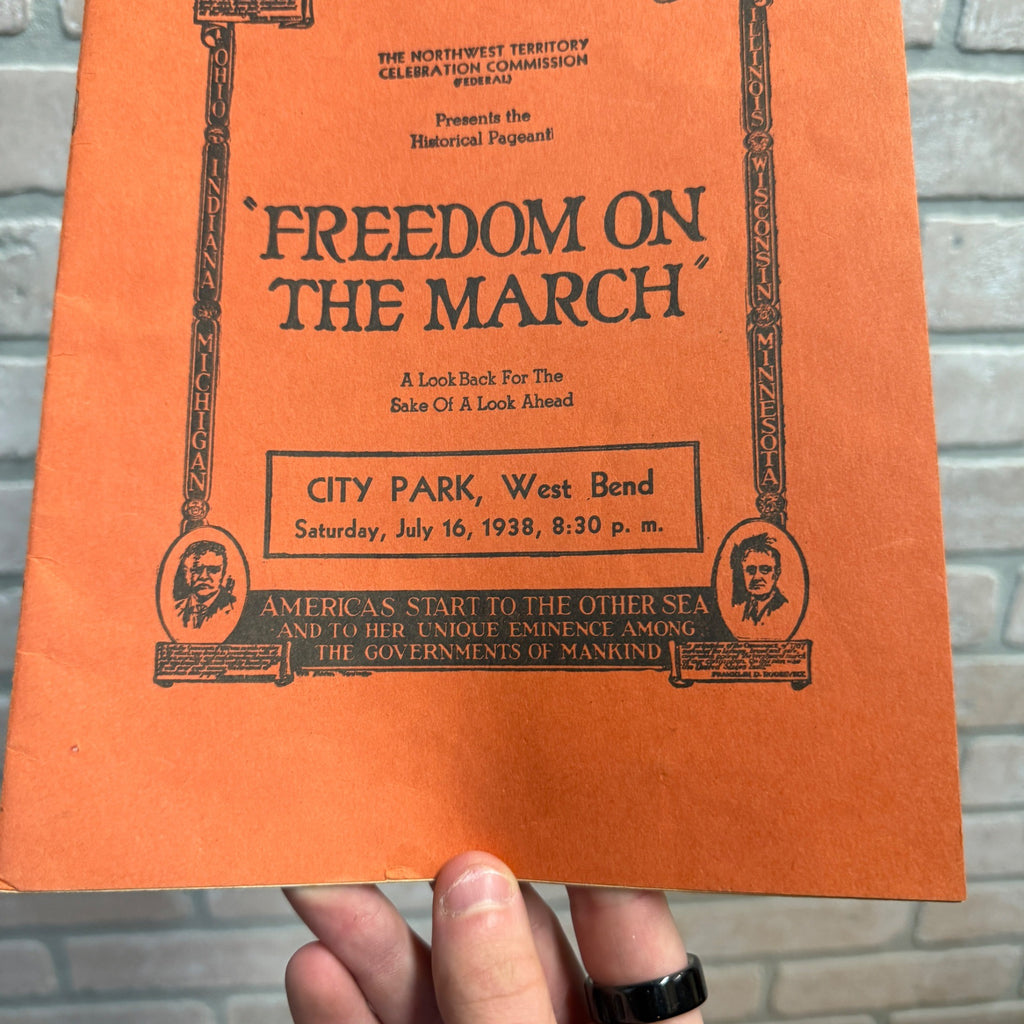 THE NORTHWEST TERRITORY
CELEBRATION COMMISSION
(FEDERAL)
Presents the
Historical Pageant
"FREEDOM ON
THE MARCH"
A Look Back For The
Sake Of A Look Ahead
CITY PARK, West Bend
Saturday, July 16, 1938, 8:30 p. m.
OHIO
INDIANA
MICHIGAN
ILLINOIS
WISCONSIN
MINNESOTA
AMERICAS START TO THE OTHER SEA
AND TO HER UNIQUE EMINENCE AMONG
THE GOVERNMENTS OF MANKIND
FRANKLIN D. ROOSEVELT